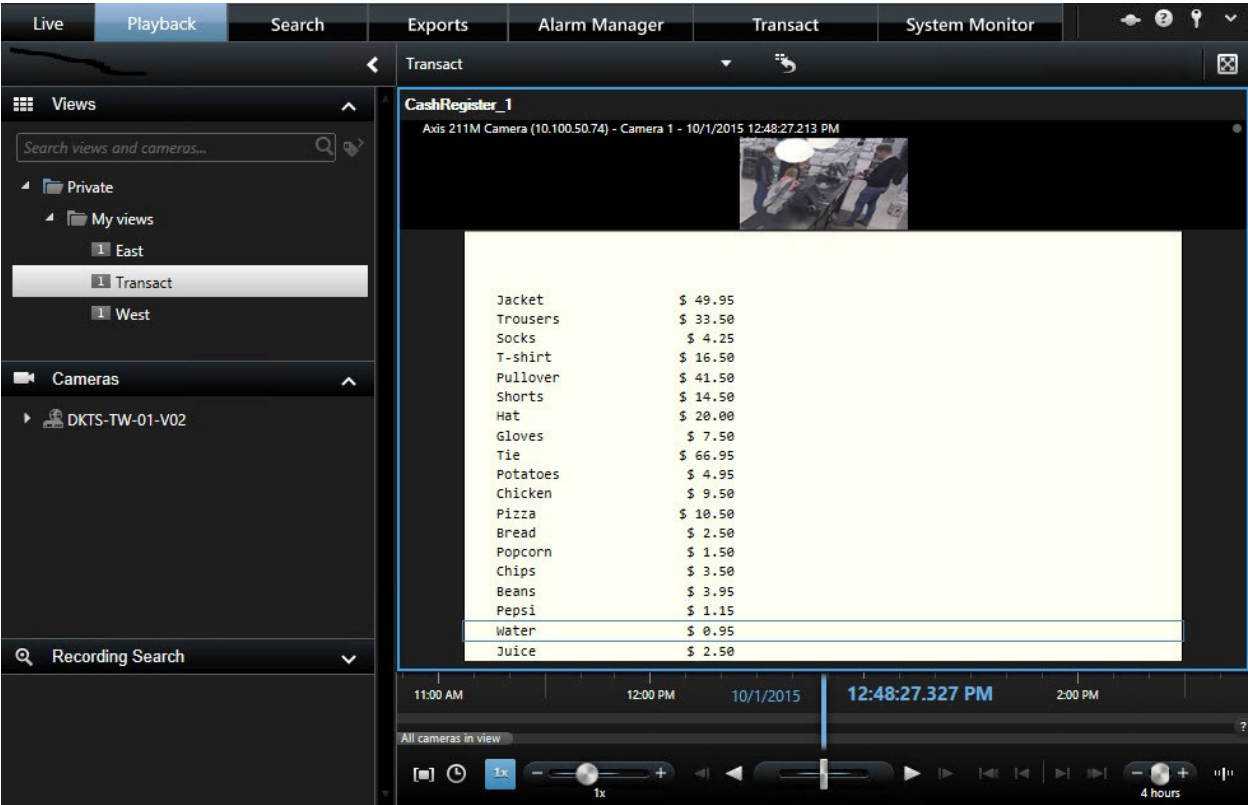 Live Playback Search Exports Alarm Manager Transact System Monitor ?
Transact
Views
Search views and cameras...
Private
My views
1 East
1 Transact
1 West
Cameras
DKTS-TW-01-V02
Recording Search
CashRegister_1
Axis 211M Camera (10.100.50.74) - Camera 1 - 10/1/2015 12:48:27.213 PM
Jacket $ 49.95
Trousers $ 33.50
Socks $ 4.25
T-shirt $ 16.50
Pullover $ 41.50
Shorts $ 14.50
Hat $ 20.00
Gloves $ 7.50
Tie $ 66.95
Potatoes $ 4.95
Chicken $ 9.50
Pizza $ 10.50
Bread $ 2.50
Popcorn $ 1.50
Chips $ 3.50
Beans $ 3.95
Pepsi $ 1.15
Water $ 0.95
Juice $ 2.50
11:00 AM 12:00 PM 10/1/2015 12:48:27.327 PM 2:00 PM
?
All cameras in view
1x
1x
4 hours